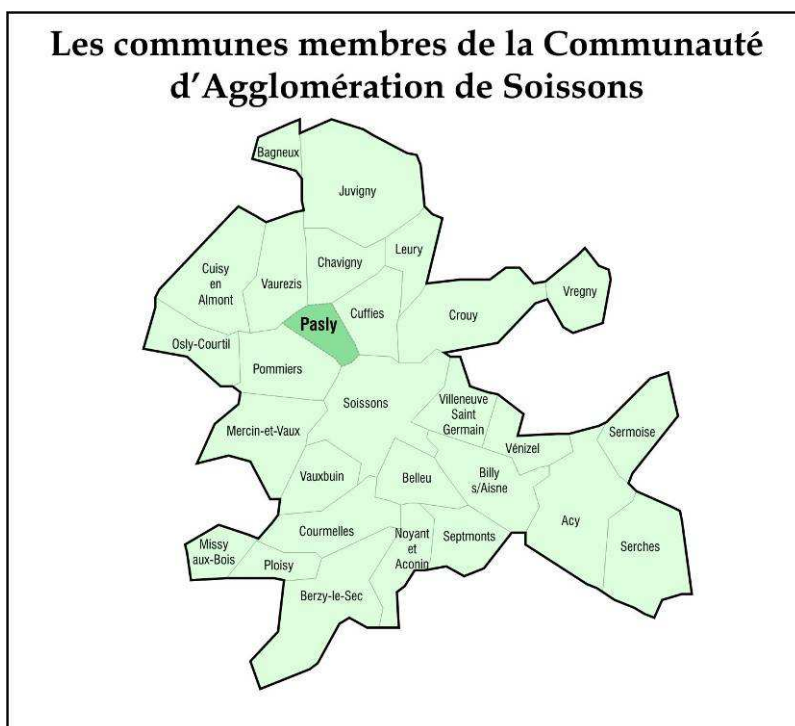 Les communes membres de la Communauté
d’Agglomération de Soissons
Bagneux
Juvigny
Leury
Chavigny
Cuisy
en
Almont
Vaurezis
Vregny
Cuffies
Crouy
Pasly
Osly-Courtil
Pommiers
Soissons
Villeneuve
Saint
Germain
Mercin-et-Vaux
Sermoise
Vénizel
Vauxbuin
Belleu
Billy
s/Aisne
Acy
Courmelles
Noyant
et
Aconin
Septmonts
Serches
Missy
aux-Bois
Ploisy
Berzy-le-Sec